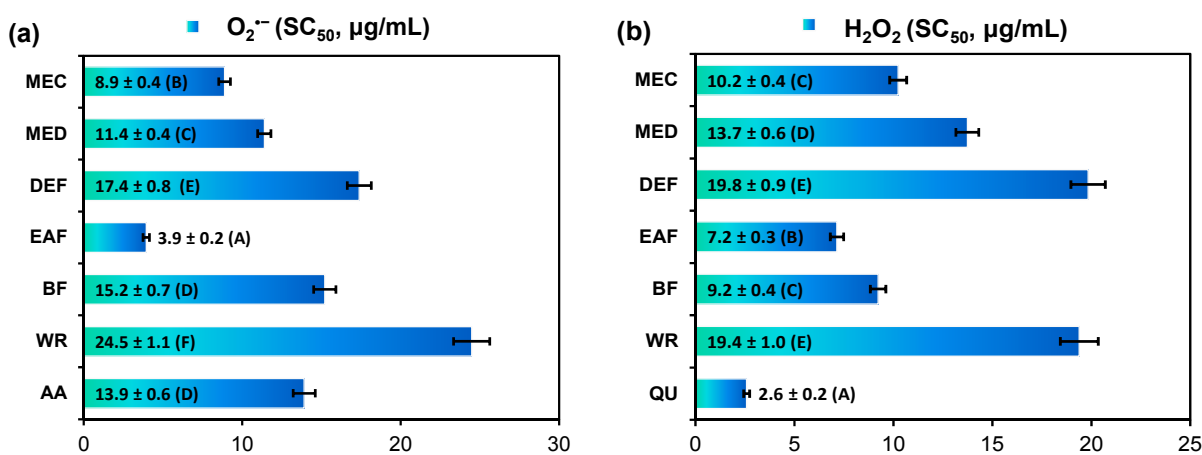 (a) O₂•− (SC₅₀, µg/mL)
MEC 8.9 ± 0.4 (B)
MED 11.4 ± 0.4 (C)
DEF 17.4 ± 0.8 (E)
EAF 3.9 ± 0.2 (A)
BF 15.2 ± 0.7 (D)
WR 24.5 ± 1.1 (F)
AA 13.9 ± 0.6 (D)
0 10 20 30
(b) H₂O₂ (SC₅₀, µg/mL)
MEC 10.2 ± 0.4 (C)
MED 13.7 ± 0.6 (D)
DEF 19.8 ± 0.9 (E)
EAF 7.2 ± 0.3 (B)
BF 9.2 ± 0.4 (C)
WR 19.4 ± 1.0 (E)
QU 2.6 ± 0.2 (A)
0 5 10 15 20 25